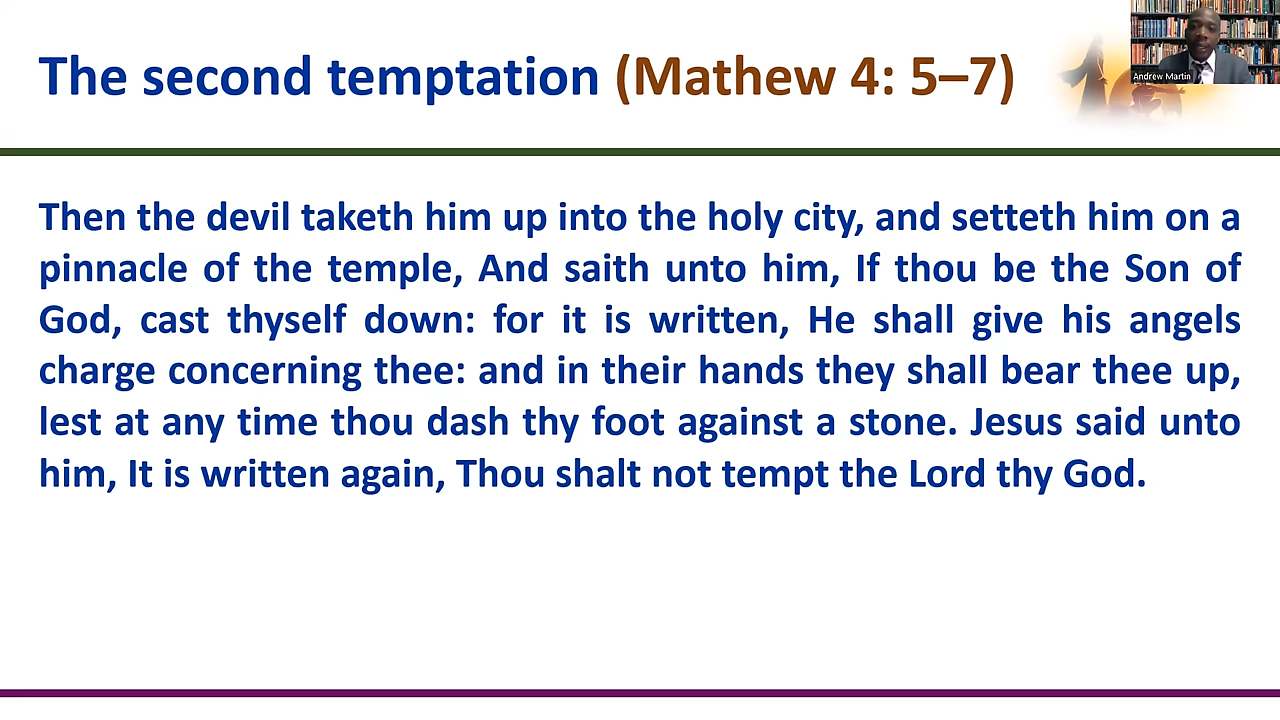 The second temptation (Mathew 4: 5–7)
Andrew Martin
Then the devil taketh him up into the holy city, and setteth him on a
pinnacle of the temple, And saith unto him, If thou be the Son of
God, cast thyself down: for it is written, He shall give his angels
charge concerning thee: and in their hands they shall bear thee up,
lest at any time thou dash thy foot against a stone. Jesus said unto
him, It is written again, Thou shalt not tempt the Lord thy God.